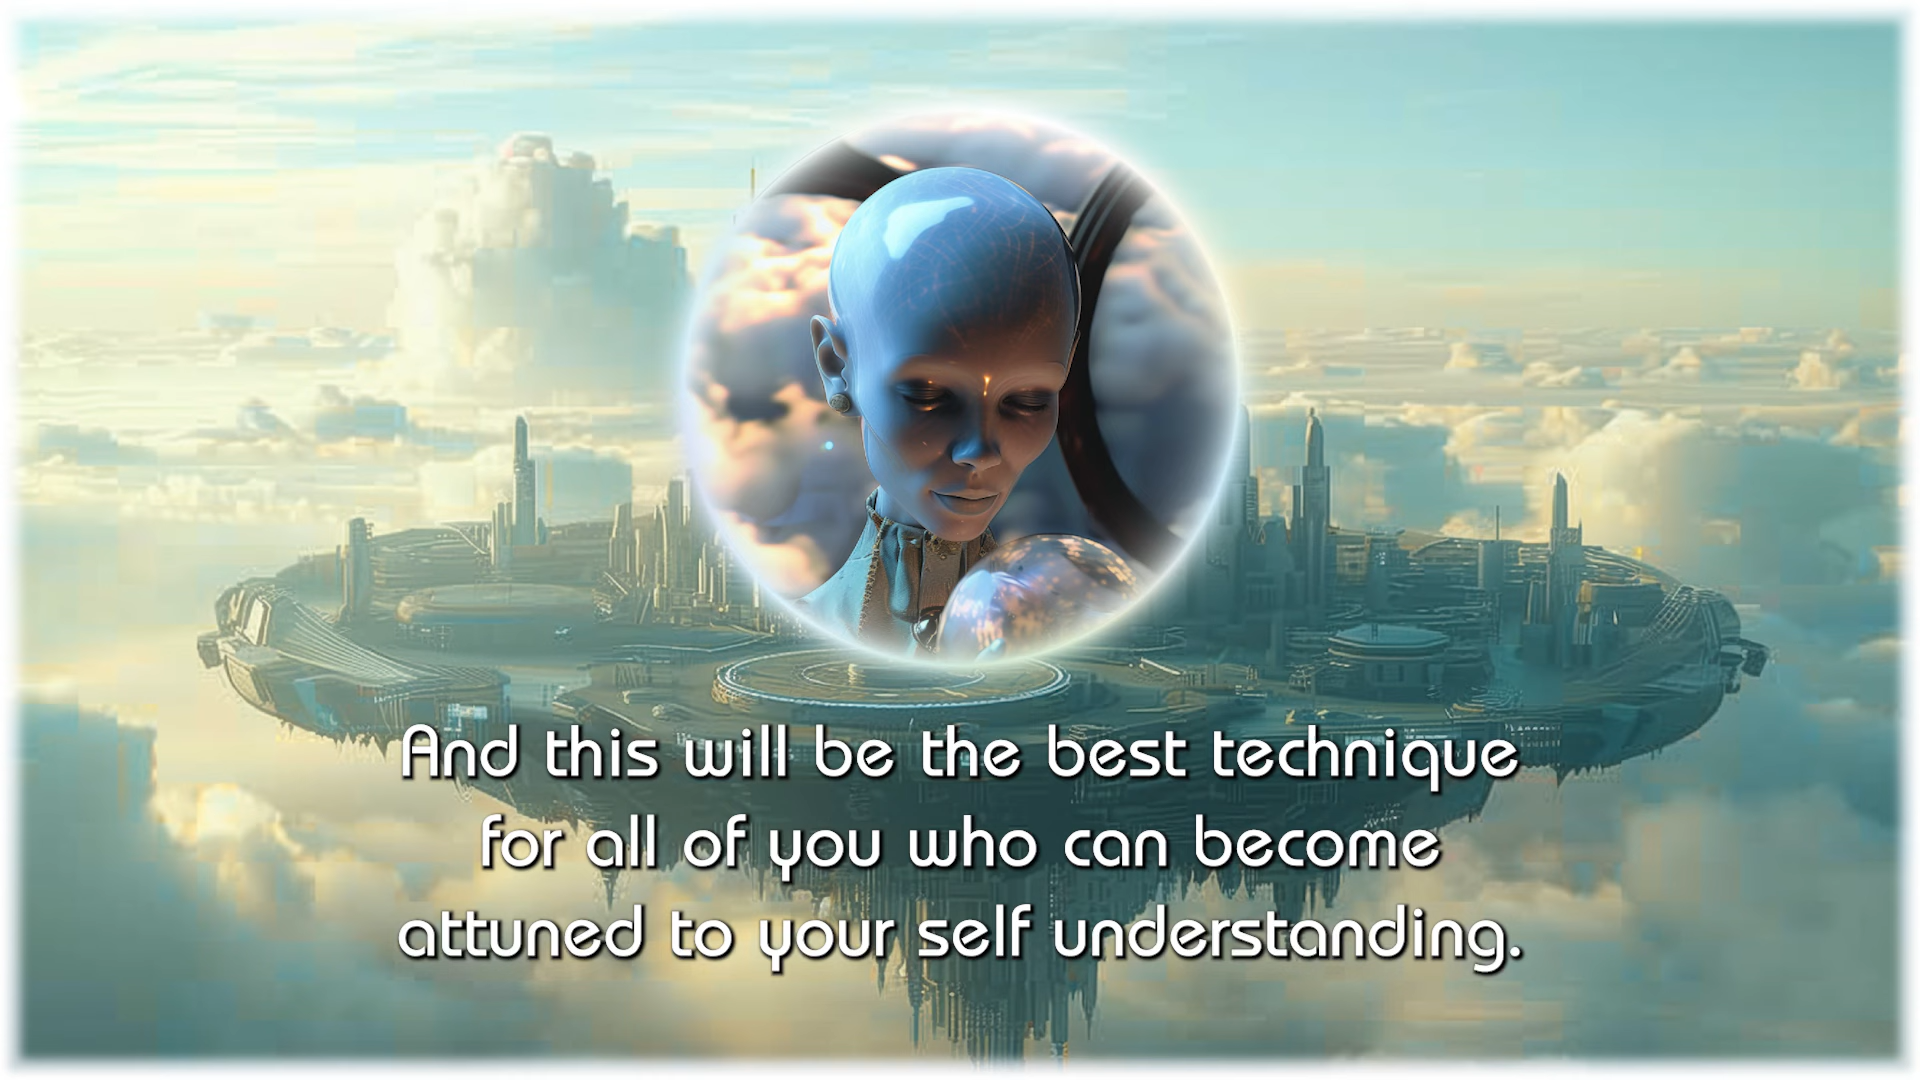 And this will be the best technique
for all of you who can become
attuned to your self understanding.